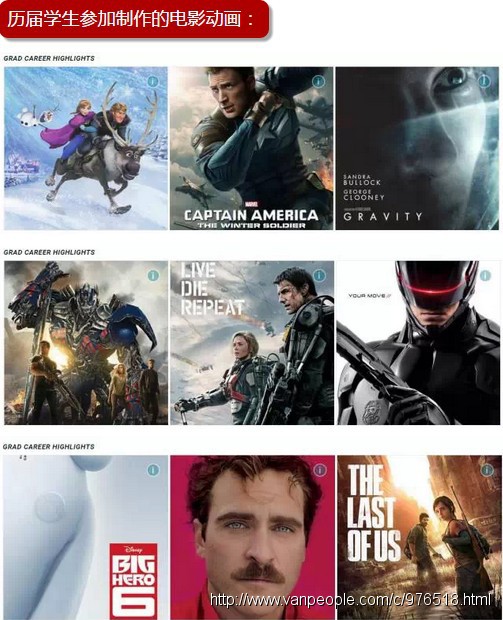 历届学生参加制作的电影动画：
GRAD CAREER HIGHLIGHTS
MARVEL
CAPTAIN AMERICA
THE WINTER SOLDIER
SANDRA
BULLOCK
GEORGE
CLOONEY
GRAVITY
GRAD CAREER HIGHLIGHTS
LIVE
DIE
REPEAT
YOUR MOVE.//
GRAD CAREER HIGHLIGHTS
Disney
BIG
HERO
6
THE
LAST
OF US
http://www.vanpeople.com/c/976518.html